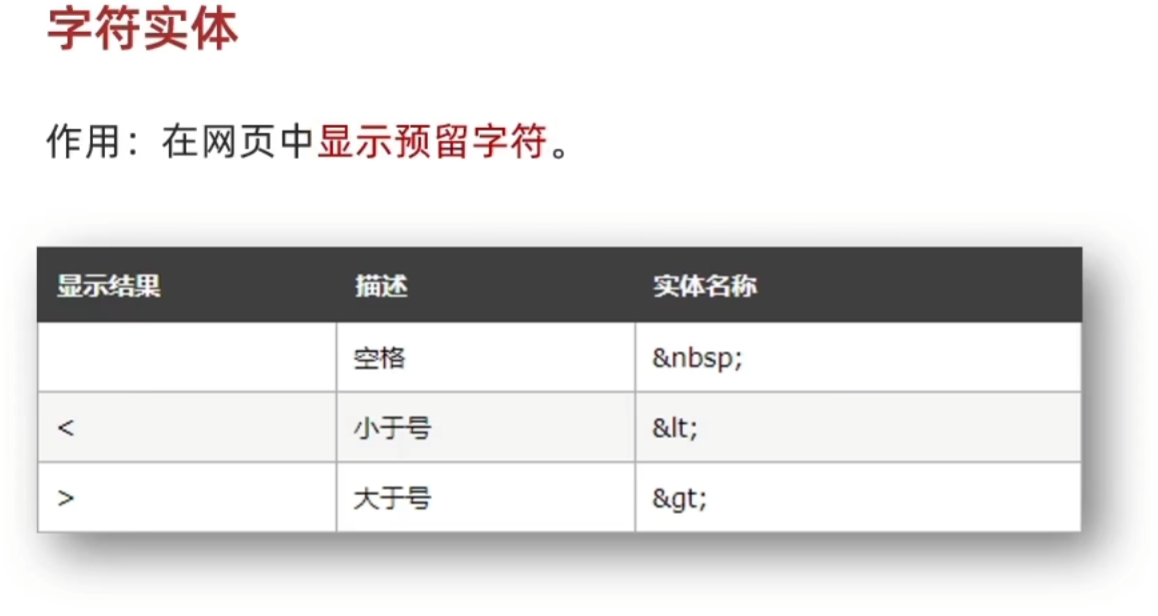 字符实体
作用：在网页中显示预留字符。
显示结果 描述 实体名称
空格 &nbsp;
< 小于号 &lt;
> 大于号 &gt;